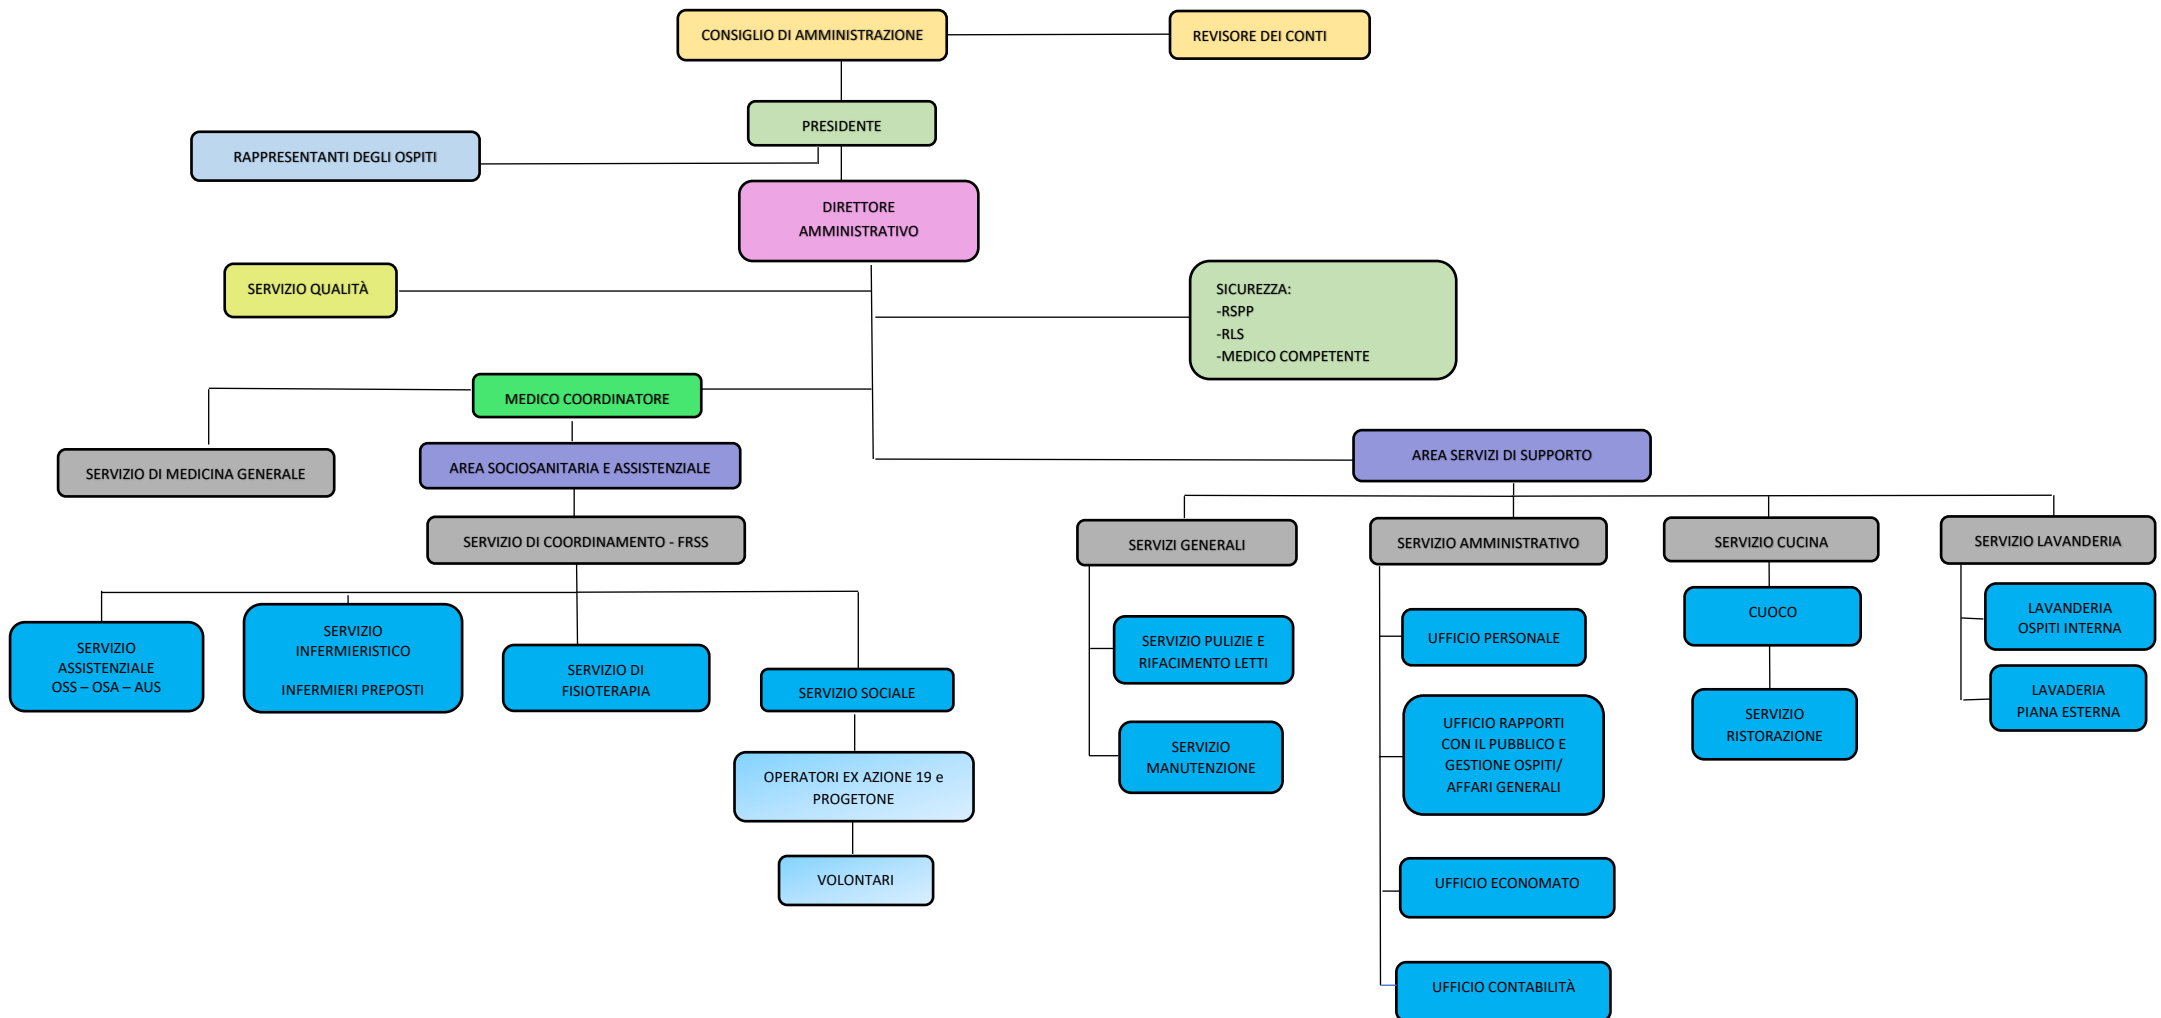 CONSIGLIO DI AMMINISTRAZIONE
REVISORE DEI CONTI
PRESIDENTE
RAPPRESENTANTI DEGLI OSPITI
DIRETTORE
AMMINISTRATIVO
SERVIZIO QUALITÀ
SICUREZZA:
-RSPP
-RLS
-MEDICO COMPETENTE
MEDICO COORDINATORE
SERVIZIO DI MEDICINA GENERALE
AREA SOCIOSANITARIA E ASSISTENZIALE
AREA SERVIZI DI SUPPORTO
SERVIZIO DI COORDINAMENTO - FRSS
SERVIZI GENERALI
SERVIZIO AMMINISTRATIVO
SERVIZIO CUCINA
SERVIZIO LAVANDERIA
SERVIZIO
ASSISTENZIALE
OSS – OSA – AUS
SERVIZIO
INFERMIERISTICO
INFERMIERI PREPOSTI
SERVIZIO DI
FISIOTERAPIA
SERVIZIO SOCIALE
OPERATORI EX AZIONE 19 e
PROGETONE
VOLONTARI
SERVIZIO PULIZIE E
RIFACIMENTO LETTI
SERVIZIO
MANUTENZIONE
UFFICIO PERSONALE
UFFICIO RAPPORTI
CON IL PUBBLICO E
GESTIONE OSPITI/
AFFARI GENERALI
UFFICIO ECONOMATO
UFFICIO CONTABILITÀ
CUOCO
SERVIZIO
RISTORAZIONE
LAVANDERIA
OSPITI INTERNA
LAVADERIA
PIANA ESTERNA